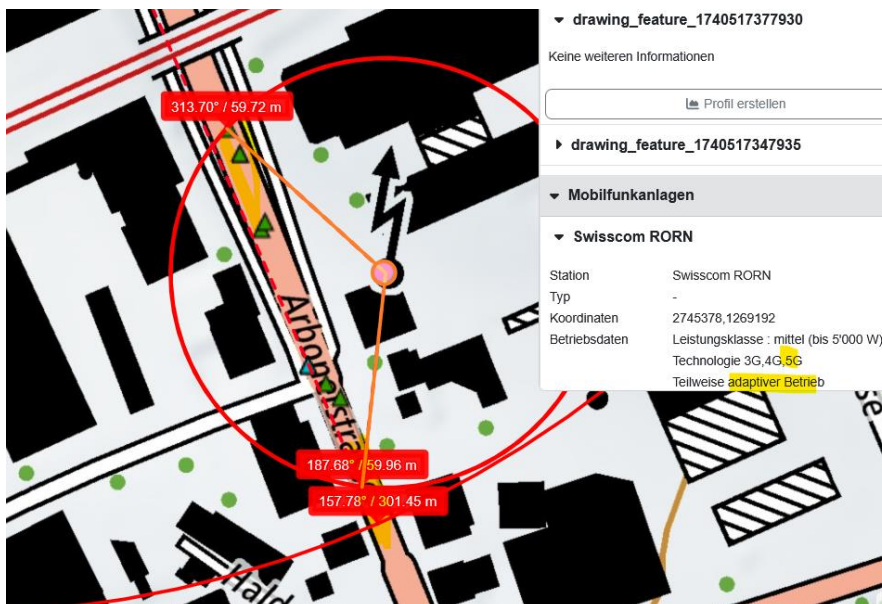 drawing_feature_1740517377930
Keine weiteren Informationen
Profil erstellen
drawing_feature_1740517347935
Mobilfunkanlagen
Swisscom RORN
Station Swisscom RORN
Typ -
Koordinaten 2745378,1269192
Betriebsdaten Leistungsklasse : mittel (bis 5'000 W)
Technologie 3G,4G,5G
Teilweise adaptiver Betrieb
313.70° / 59.72 m
187.68° / 59.96 m
157.78° / 301.45 m
Hald